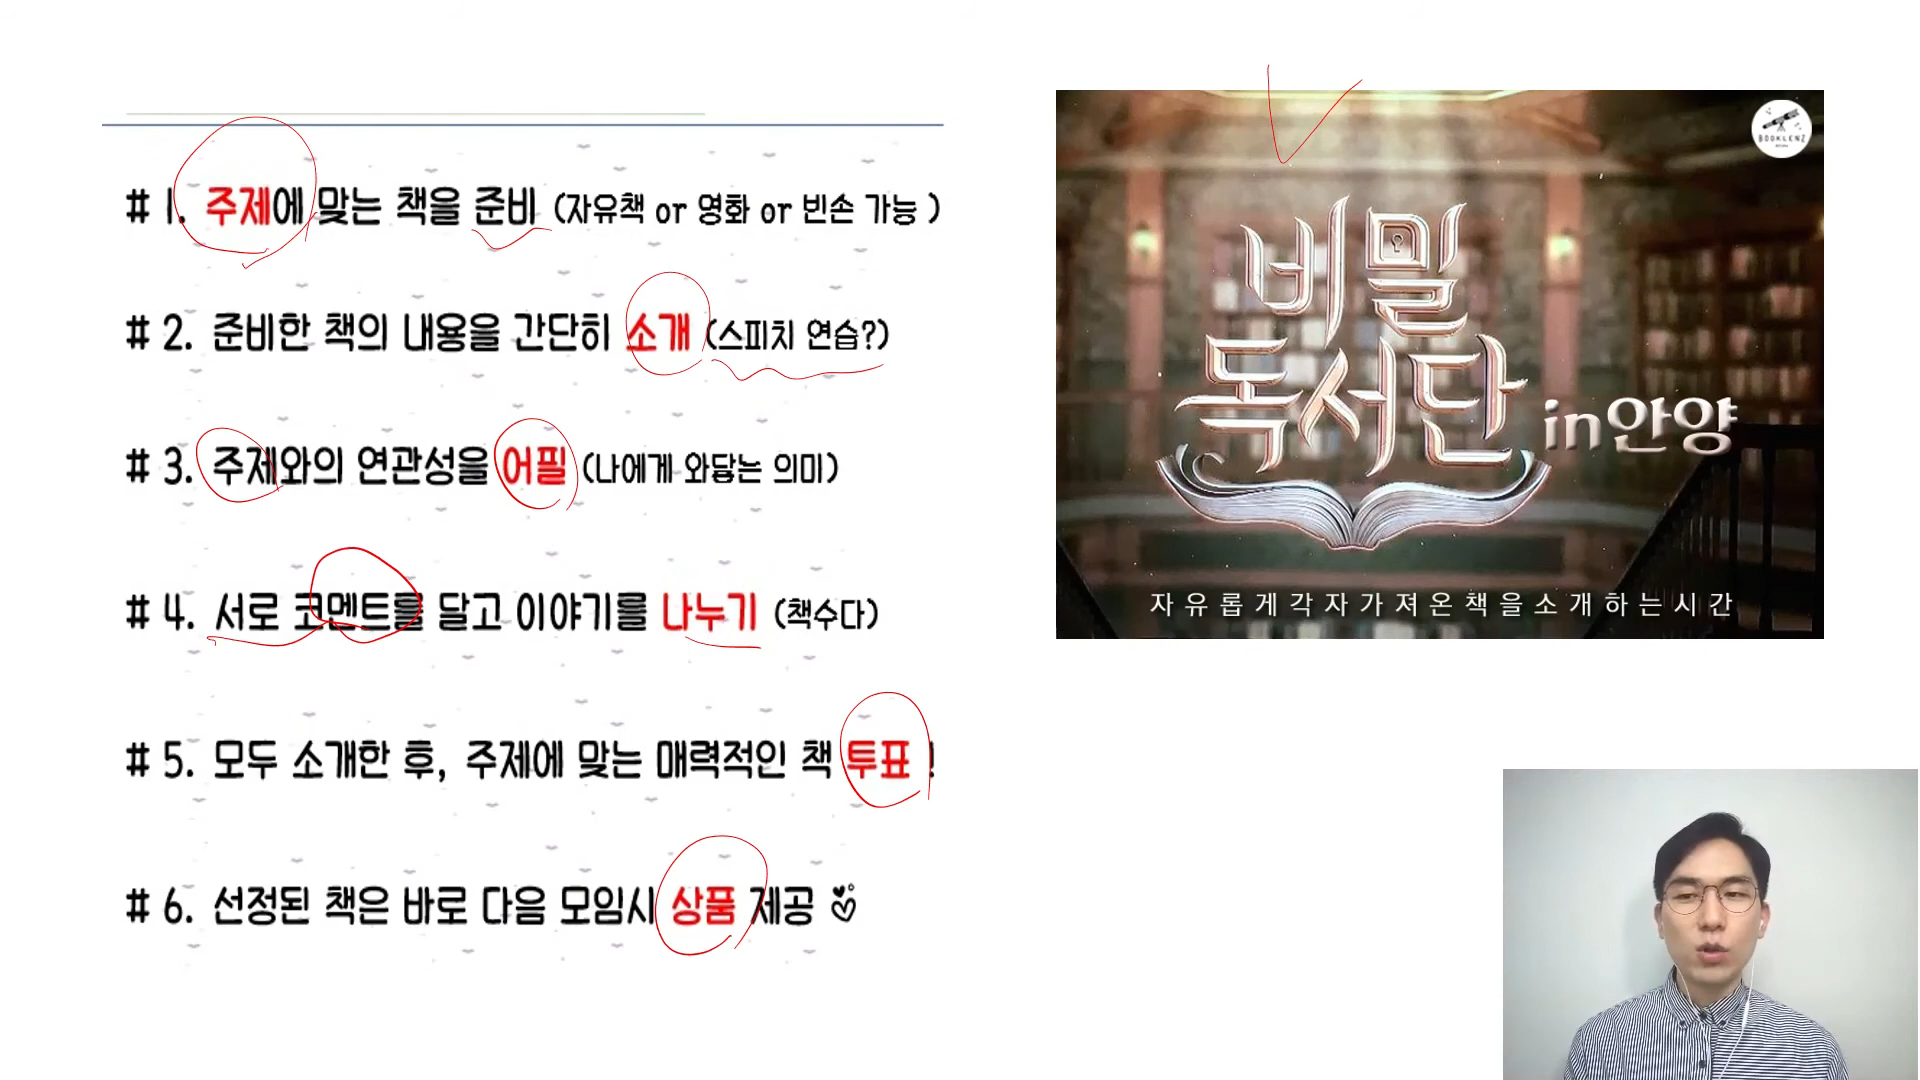 # 1. 주제에 맞는 책을 준비 (자유책 or 영화 or 빈손 가능 )
# 2. 준비한 책의 내용을 간단히 소개 (스피치 연습?)
# 3. 주제와의 연관성을 어필 (나에게 와닿는 의미)
# 4. 서로 코멘트를 달고 이야기를 나누기 (책수다)
# 5. 모두 소개한 후, 주제에 맞는 매력적인 책 투표 !
# 6. 선정된 책은 바로 다음 모임시 상품 제공
BOOKLENZ
비밀
독서단
in안양
자유롭게각자가져온책을소개하는시간